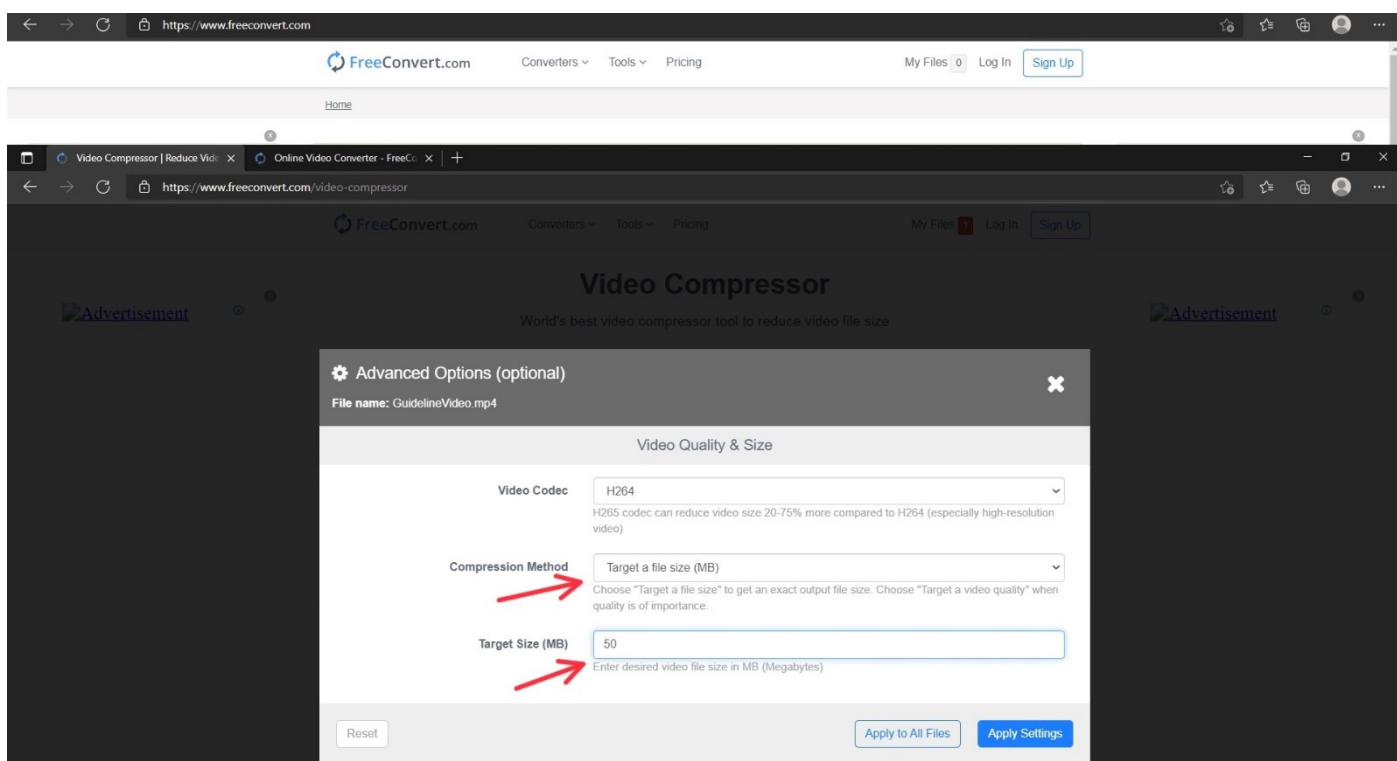 https://www.freeconvert.com
FreeConvert.com Converters Tools Pricing My Files 0 Log In Sign Up
Home
Video Compressor | Reduce Vide Online Video Converter - FreeCo
https://www.freeconvert.com/video-compressor
FreeConvert.com Converters Tools Pricing My Files 1 Log In Sign Up
Video Compressor
Advertisement Advertisement
World's best video compressor tool to reduce video file size
Advanced Options (optional)
File name: GuidelineVideo.mp4
Video Quality & Size
Video Codec H264
H265 codec can reduce video size 20-75% more compared to H264 (especially high-resolution
video)
Compression Method Target a file size (MB)
Choose "Target a file size" to get an exact output file size. Choose "Target a video quality" when
quality is of importance.
Target Size (MB) 50
Enter desired video file size in MB (Megabytes)
Reset Apply to All Files Apply Settings